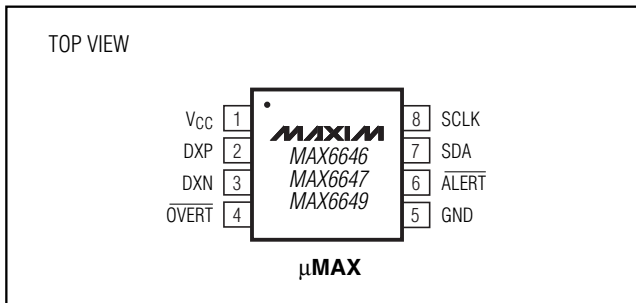 TOP VIEW
VCC 1
DXP 2
DXN 3
OVERT 4
MAXIM
MAX6646
MAX6647
MAX6649
8 SCLK
7 SDA
6 ALERT
5 GND
μMAX